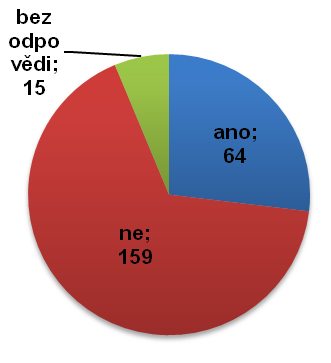 bez
odpo
vědi;
15
ano;
64
ne;
159